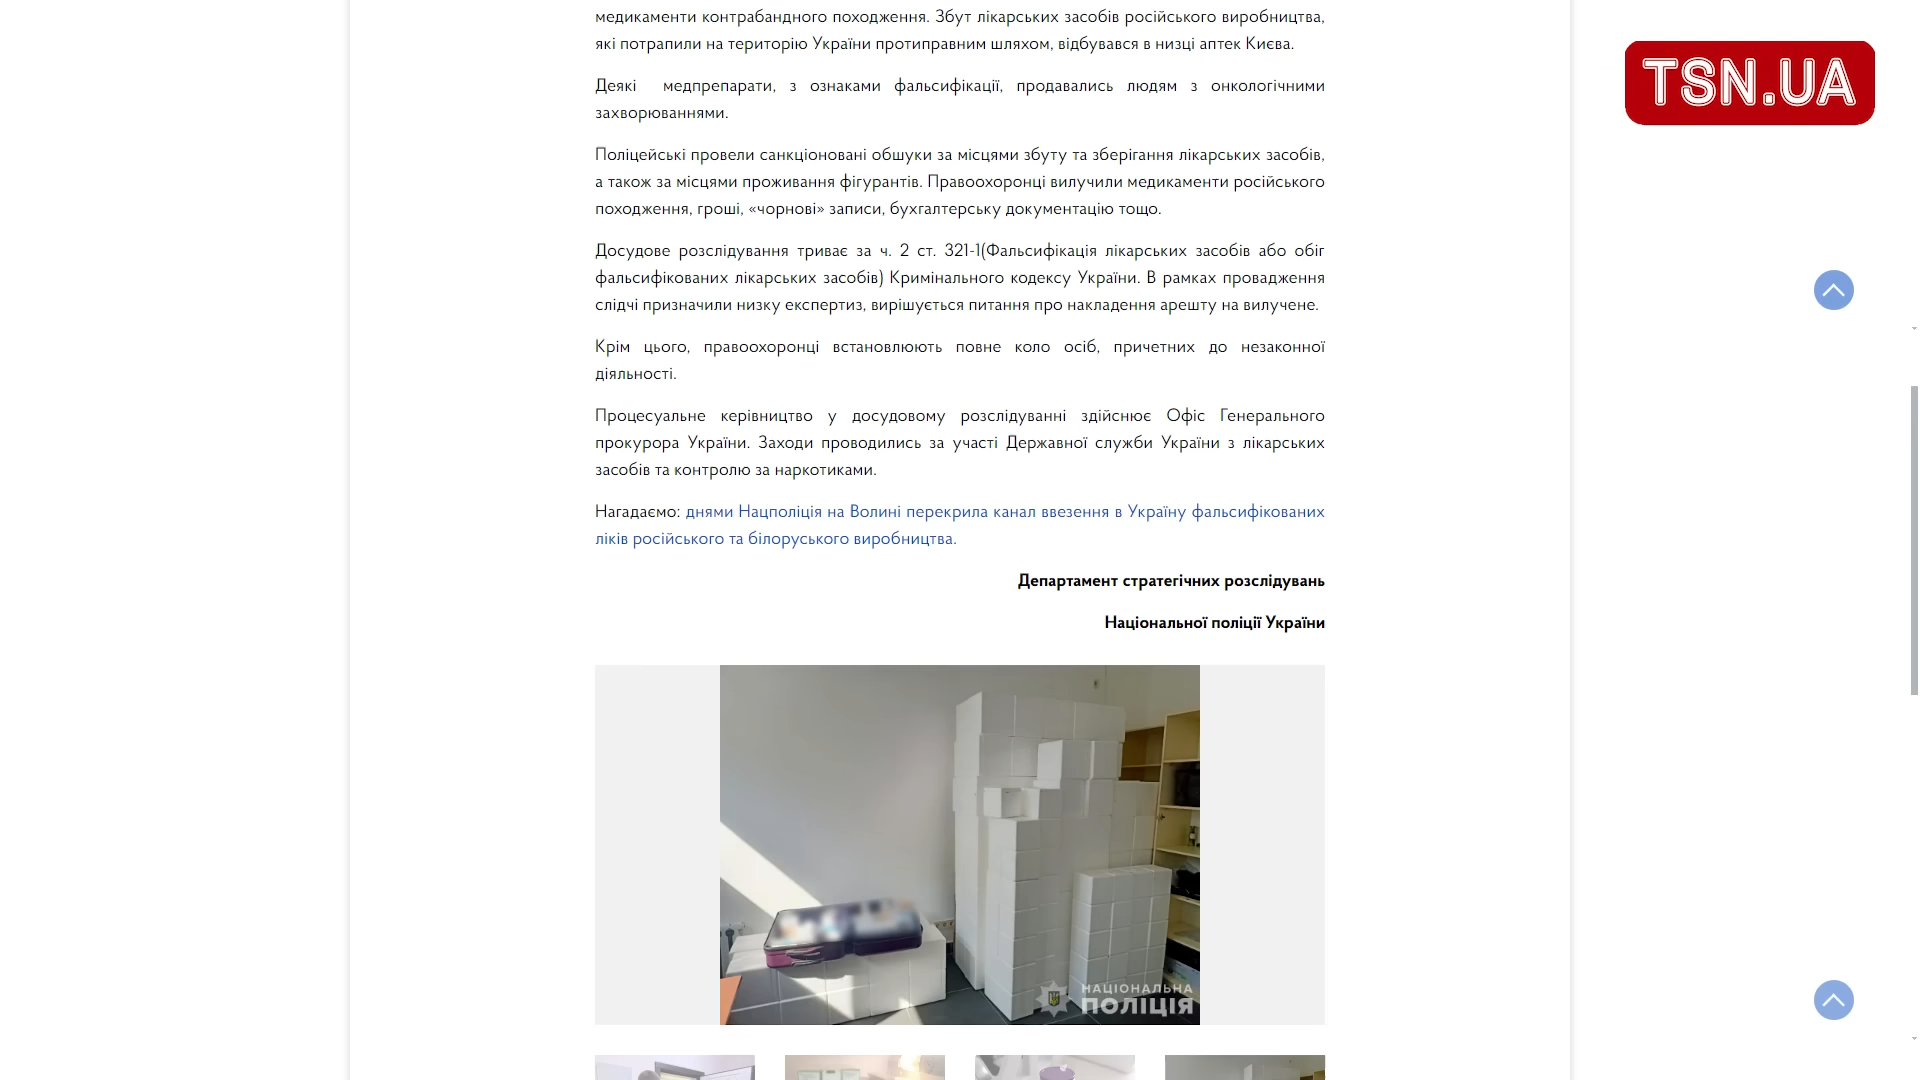 медикаменти контрабандного походження. Збут лікарських засобів російського виробництва,
які потрапили на територію України протиправним шляхом, відбувався в низці аптек Києва.
TSN.UA
Деякі медпрепарати, з ознаками фальсифікації, продавались людям з онкологічними
захворюваннями.
Поліцейські провели санкціоновані обшуки за місцями збуту та зберігання лікарських засобів,
а також за місцями проживання фігурантів. Правоохоронці вилучили медикаменти російського
походження, гроші, «чорнові» записи, бухгалтерську документацію тощо.
Досудове розслідування триває за ч. 2 ст. 321-1(Фальсифікація лікарських засобів або обіг
фальсифікованих лікарських засобів) Кримінального кодексу України. В рамках провадження
слідчі призначили низку експертиз, вирішується питання про накладення арешту на вилучене.
Крім цього, правоохоронці встановлюють повне коло осіб, причетних до незаконної
діяльності.
Процесуальне керівництво у досудовому розслідуванні здійснює Офіс Генерального
прокурора України. Заходи проводились за участі Державної служби України з лікарських
засобів та контролю за наркотиками.
Нагадаємо: днями Нацполіція на Волині перекрила канал ввезення в Україну фальсифікованих
ліків російського та білоруського виробництва.
Департамент стратегічних розслідувань
Національної поліції України
НАЦІОНАЛЬНА
ПОЛІЦІЯ